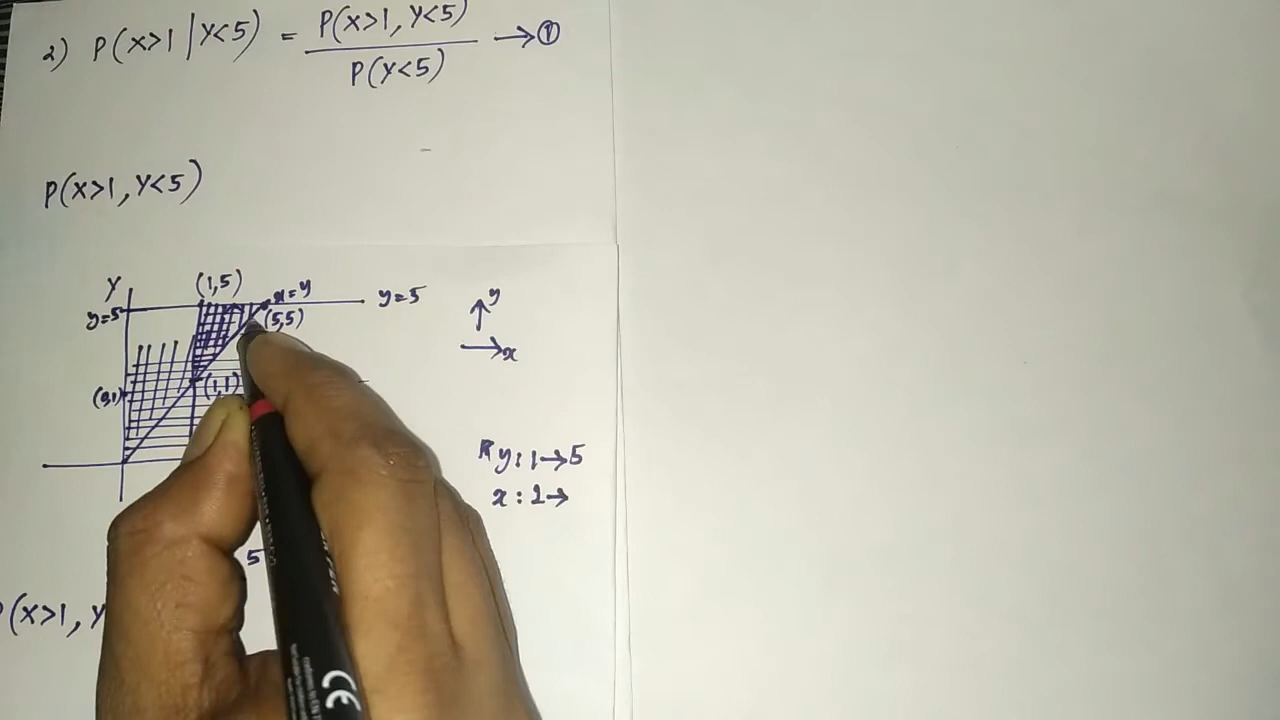 2) P(X>1 | Y<5) = P(X>1, Y<5) / P(Y<5) → ①
P(X>1, Y<5)
Y (1,5) x=y
y=5 (5,5) y=5
y
x
(0,1) (1,1)
y: 1→5
x: 1→
5
P(X>1, Y
CE